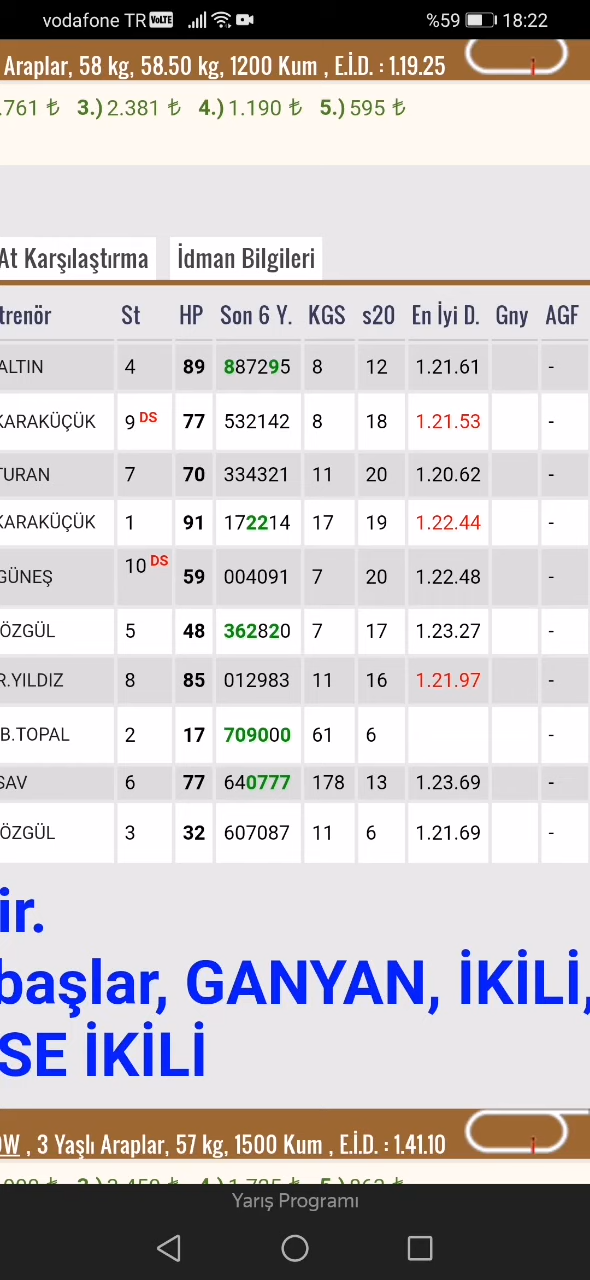 vodafone TR VoLTE %59 18:22
Araplar, 58 kg, 58.50 kg, 1200 Kum , E.İ.D. : 1.19.25
.761 ₺ 3.) 2.381 ₺ 4.) 1.190 ₺ 5.) 595 ₺
At Karşılaştırma İdman Bilgileri
trenör St HP Son 6 Y. KGS s20 En İyi D. Gny AGF
ALTIN 4 89 887295 8 12 1.21.61 -
KARAKÜÇÜK 9 DS 77 532142 8 18 1.21.53 -
TURAN 7 70 334321 11 20 1.20.62 -
KARAKÜÇÜK 1 91 172214 17 19 1.22.44 -
GÜNEŞ 10 DS 59 004091 7 20 1.22.48 -
ÖZGÜL 5 48 362820 7 17 1.23.27 -
R.YILDIZ 8 85 012983 11 16 1.21.97 -
B.TOPAL 2 17 709000 61 6 -
SAV 6 77 640777 178 13 1.23.69 -
ÖZGÜL 3 32 607087 11 6 1.21.69 -
ir.
başlar, GANYAN, İKİLİ,
SE İKİLİ
OW , 3 Yaşlı Araplar, 57 kg, 1500 Kum , E.İ.D. : 1.41.10
Yarış Programı